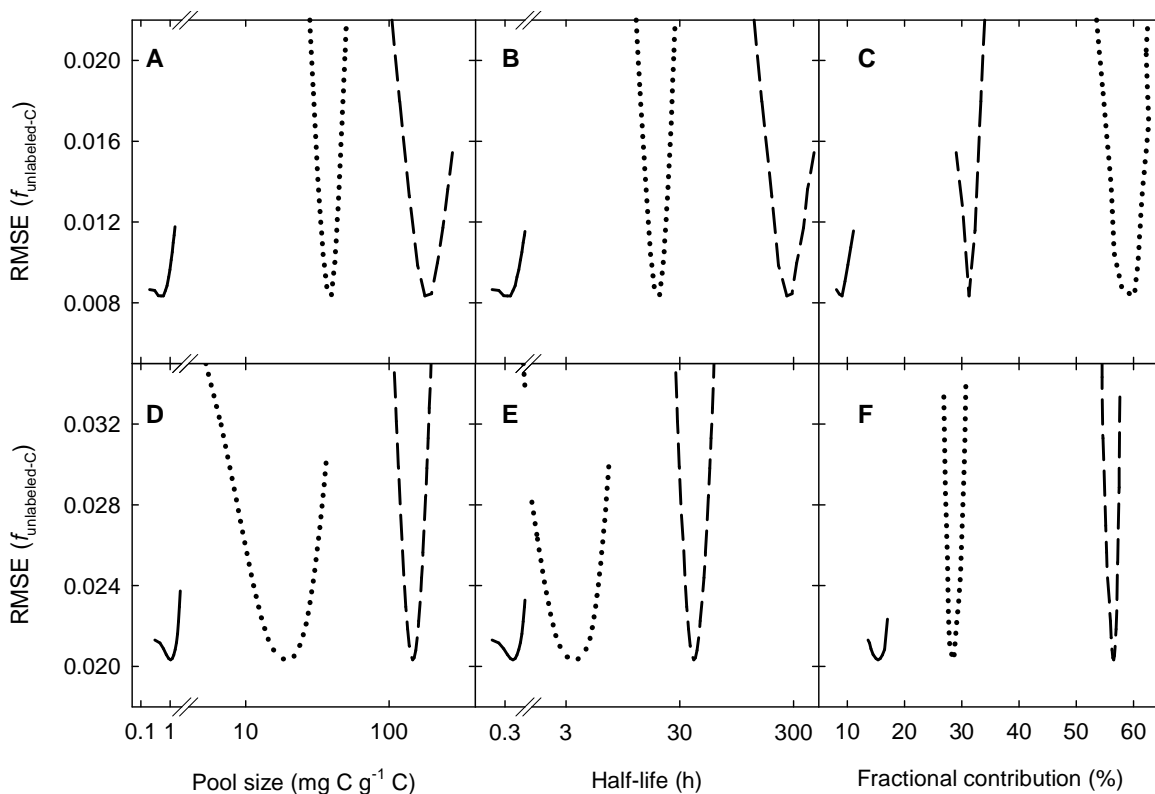 A
B
C
RMSE (f unlabeled-C)
0.020
0.016
0.012
0.008
D
E
F
RMSE (f unlabeled-C)
0.032
0.028
0.024
0.020
0.1 1 10 100
0.3 3 30 300
10 20 30 40 50 60
Pool size (mg C g⁻¹ C)
Half-life (h)
Fractional contribution (%)